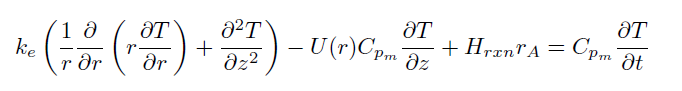 $$k_e \left( \frac{1}{r} \frac{\partial}{\partial r} \left( r \frac{\partial T}{\partial r} \right) + \frac{\partial^2 T}{\partial z^2} \right) - U(r) C_{p_m} \frac{\partial T}{\partial z} + H_{rxn} r_A = C_{p_m} \frac{\partial T}{\partial t}$$